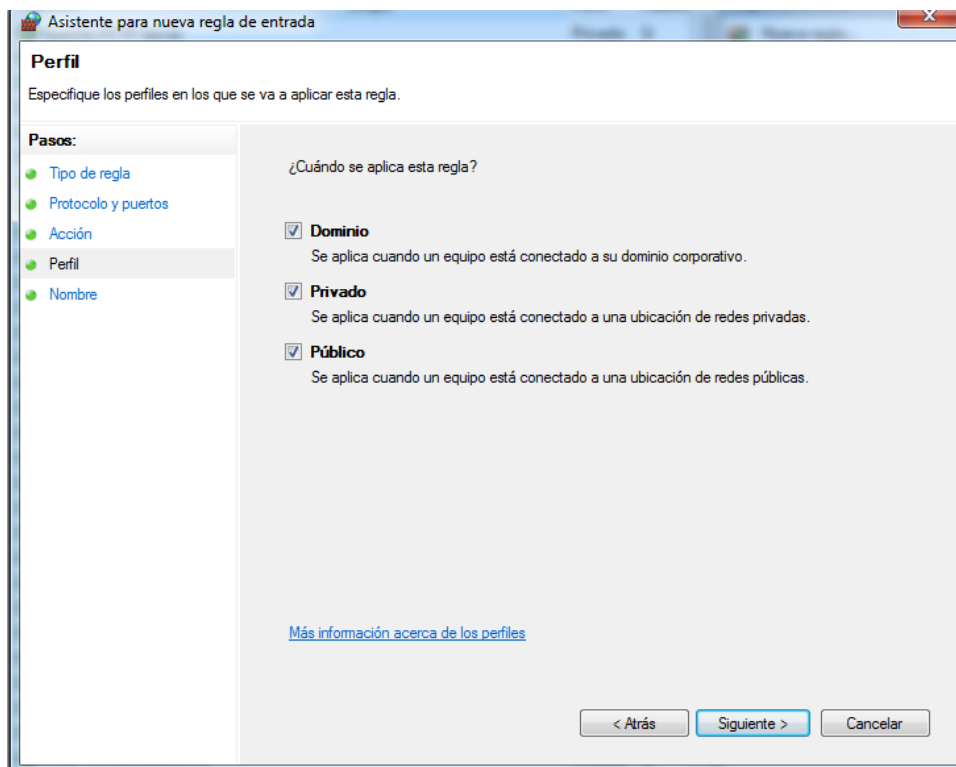 Asistente para nueva regla de entrada
Perfil
Especifique los perfiles en los que se va a aplicar esta regla.
Pasos:
Tipo de regla
Protocolo y puertos
Acción
Perfil
Nombre
¿Cuándo se aplica esta regla?
Dominio
Se aplica cuando un equipo está conectado a su dominio corporativo.
Privado
Se aplica cuando un equipo está conectado a una ubicación de redes privadas.
Público
Se aplica cuando un equipo está conectado a una ubicación de redes públicas.
Más información acerca de los perfiles
< Atrás
Siguiente >
Cancelar